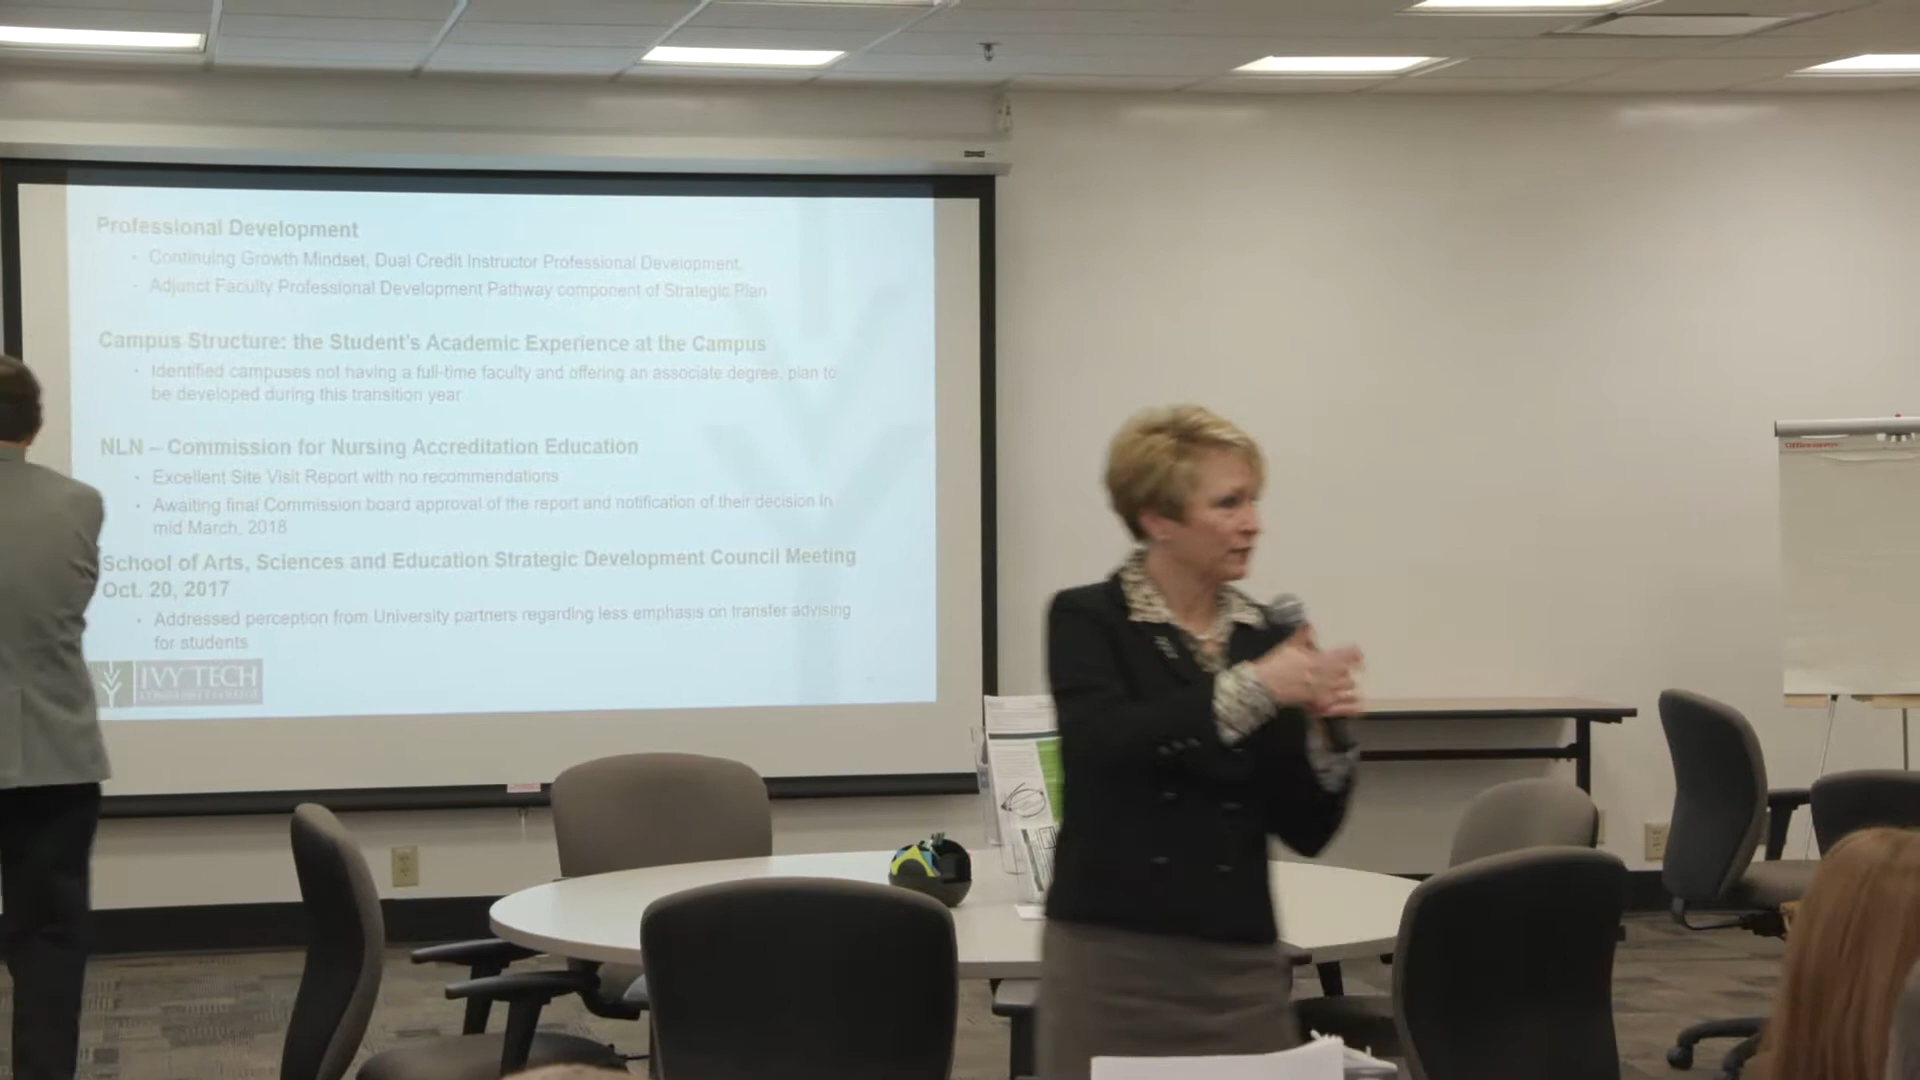 Professional Development
· Continuing Growth Mindset, Dual Credit Instructor Professional Development,
· Adjunct Faculty Professional Development Pathway component of Strategic Plan
Campus Structure: the Student's Academic Experience at the Campus
· Identified campuses not having a full-time faculty and offering an associate degree, plan to
be developed during this transition year
NLN – Commission for Nursing Accreditation Education
· Excellent Site Visit Report with no recommendations
· Awaiting final Commission board approval of the report and notification of their decision in
mid March, 2018
School of Arts, Sciences and Education Strategic Development Council Meeting
Oct. 20, 2017
· Addressed perception from University partners regarding less emphasis on transfer advising
for students
IVY TECH
COMMUNITY COLLEGE